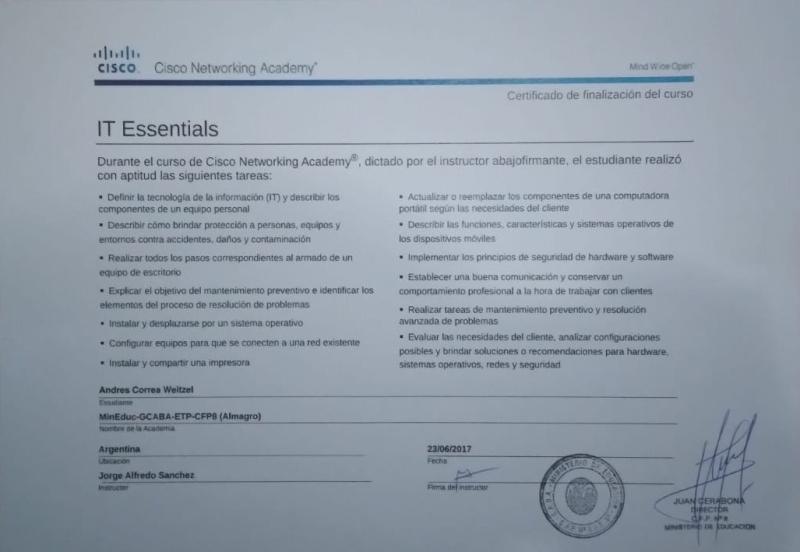 CISCO Cisco Networking Academy®
Mind Wide Open®
Certificado de finalización del curso
IT Essentials
Durante el curso de Cisco Networking Academy®, dictado por el instructor abajofirmante, el estudiante realizó
con aptitud las siguientes tareas:
• Definir la tecnología de la información (IT) y describir los
componentes de un equipo personal
• Describir cómo brindar protección a personas, equipos y
entornos contra accidentes, daños y contaminación
• Realizar todos los pasos correspondientes al armado de un
equipo de escritorio
• Explicar el objetivo del mantenimiento preventivo e identificar los
elementos del proceso de resolución de problemas
• Instalar y desplazarse por un sistema operativo
• Configurar equipos para que se conecten a una red existente
• Instalar y compartir una impresora
• Actualizar o reemplazar los componentes de una computadora
portátil según las necesidades del cliente
• Describir las funciones, características y sistemas operativos de
los dispositivos móviles
• Implementar los principios de seguridad de hardware y software
• Establecer una buena comunicación y conservar un
comportamiento profesional a la hora de trabajar con clientes
• Realizar tareas de mantenimiento preventivo y resolución
avanzada de problemas
• Evaluar las necesidades del cliente, analizar configuraciones
posibles y brindar soluciones o recomendaciones para hardware,
sistemas operativos, redes y seguridad
Andres Correa Weitzel
Estudiante
MinEduc-GCABA-ETP-CFP8 (Almagro)
Nombre de la Academia
Argentina
Ubicación
23/06/2017
Fecha
Jorge Alfredo Sanchez
Instructor
Firma del instructor
MINISTERIO DE
JUAN CERABONA
DIRECTOR
C.F.P. Nº 8
MINISTERIO DE EDUCACION